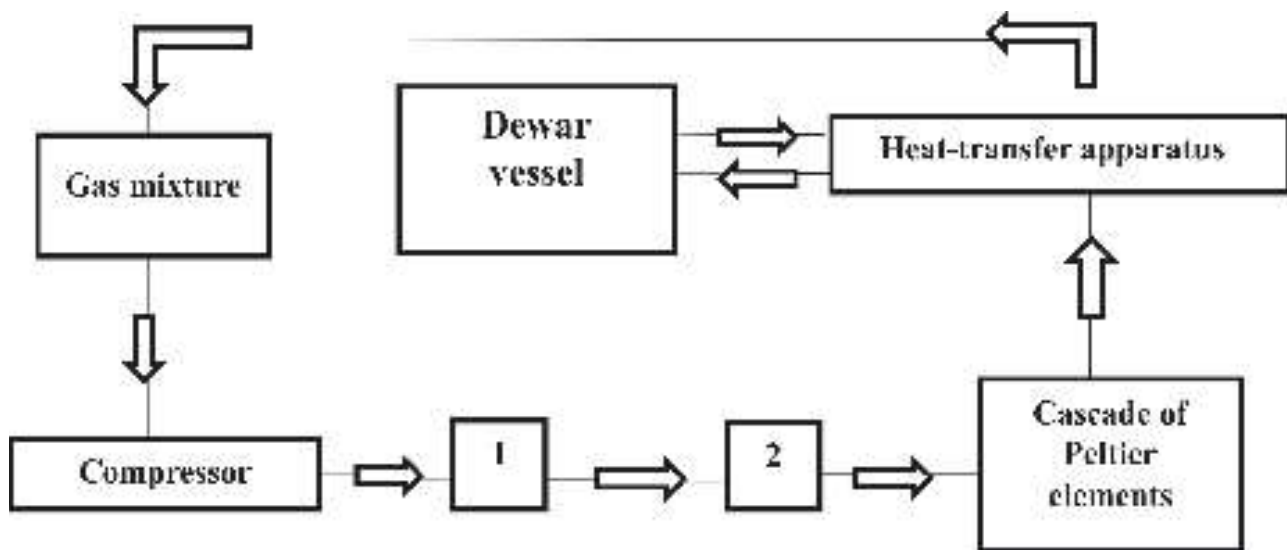 Dewar
vessel
Heat-transfer apparatus
Gas mixture
Compressor
1
2
Cascade of
Peltier
elements